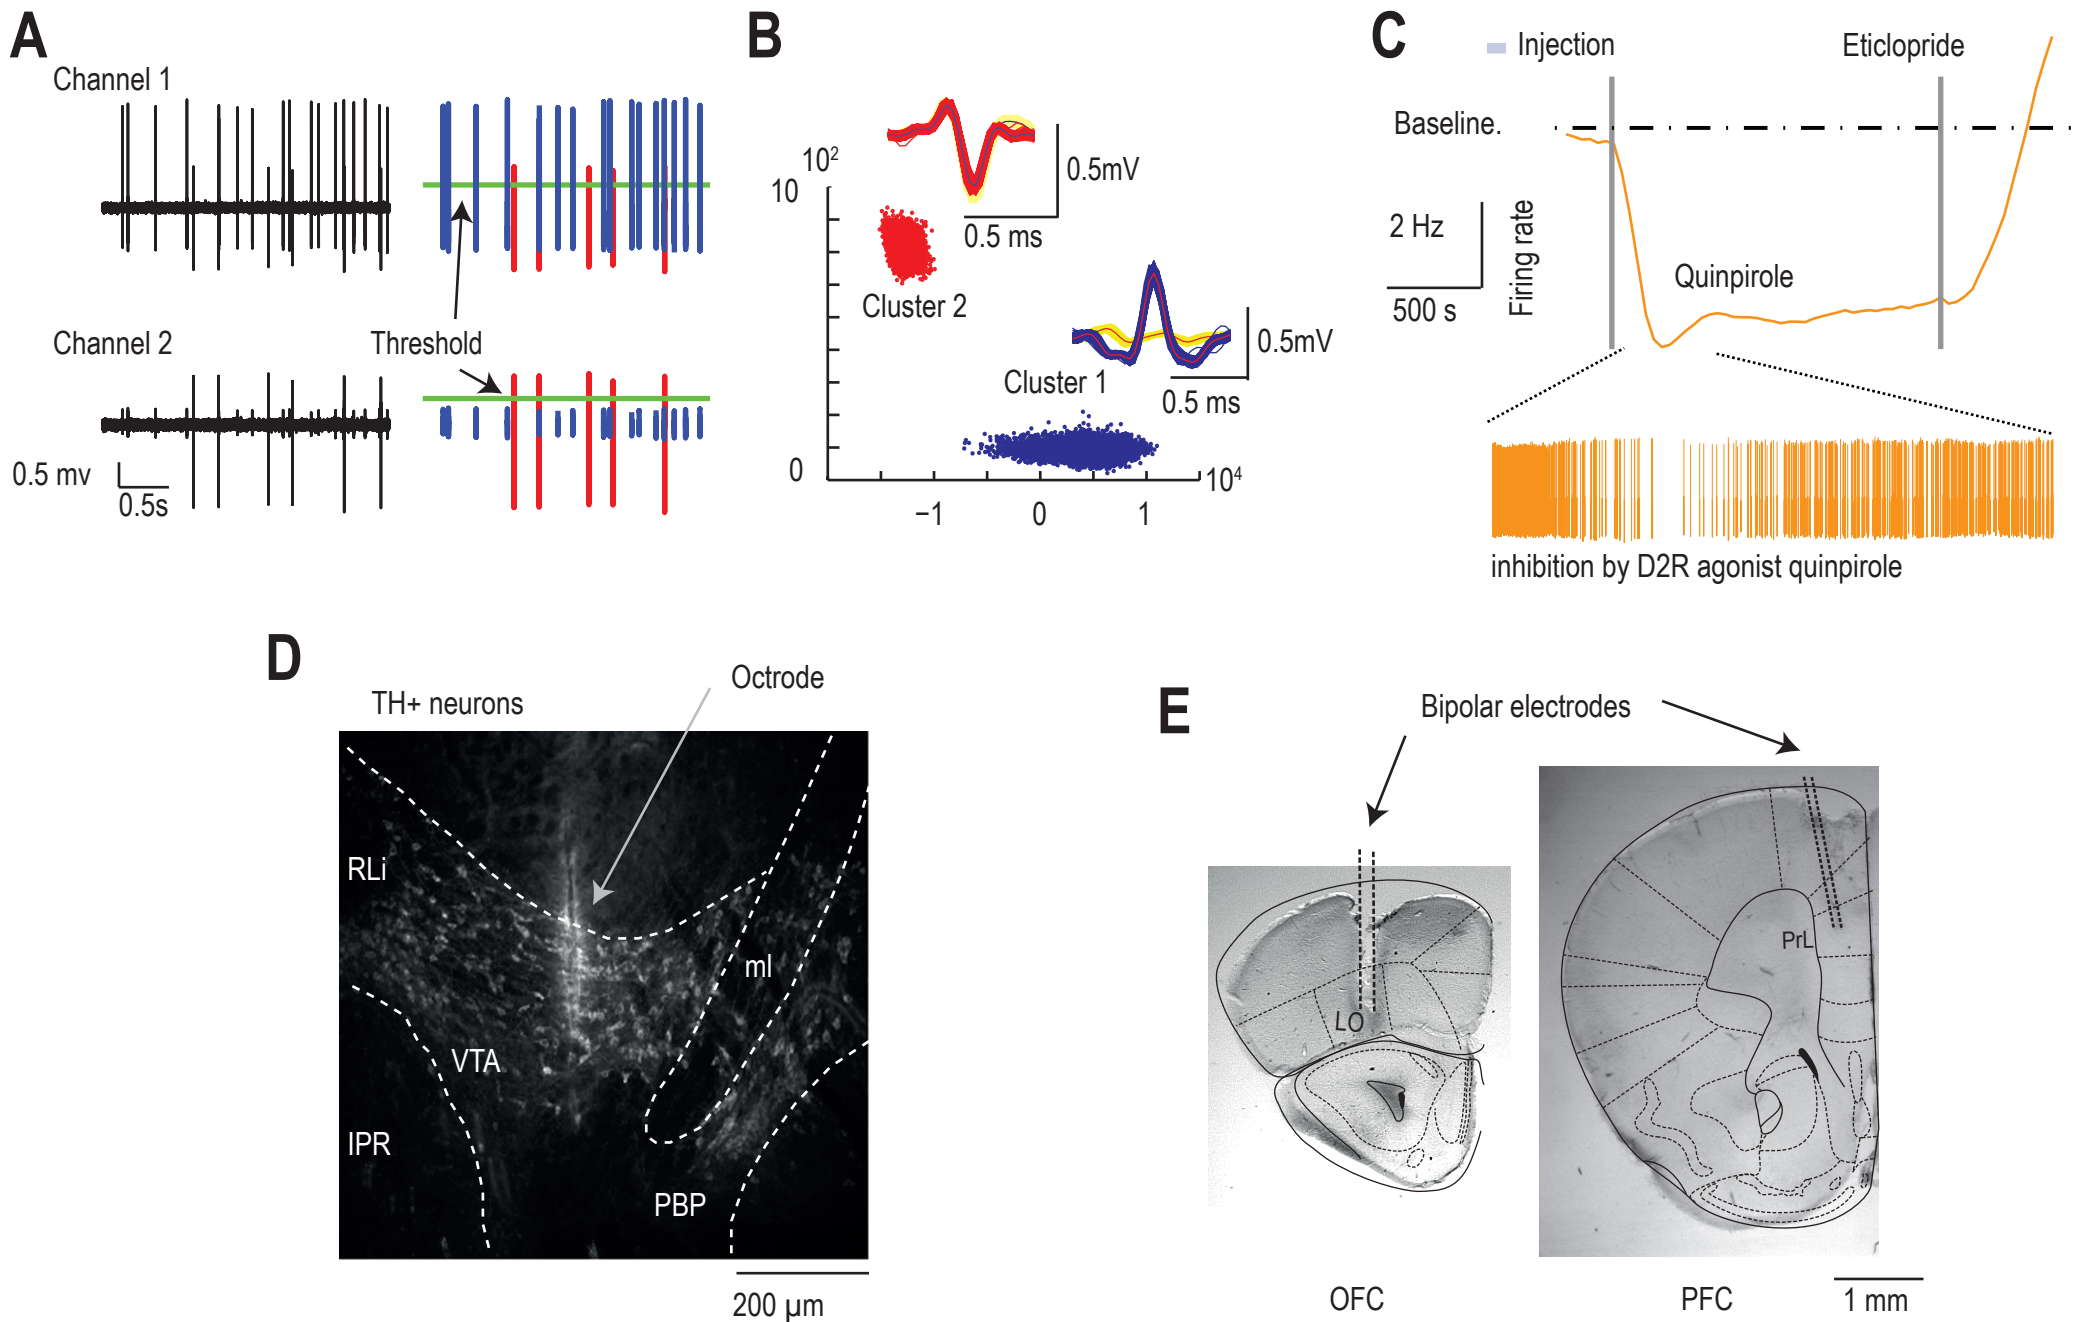 A
Channel 1
Channel 2
Threshold
0.5 mv
0.5s
B
10²
10
0
−1
0
1
10⁴
0.5mV
0.5 ms
Cluster 2
0.5mV
0.5 ms
Cluster 1
C
Injection
Eticlopride
Baseline.
2 Hz
500 s
Firing rate
Quinpirole
inhibition by D2R agonist quinpirole
D
TH+ neurons
Octrode
RLi
ml
VTA
IPR
PBP
200 µm
E
Bipolar electrodes
LO
PrL
OFC
PFC
1 mm